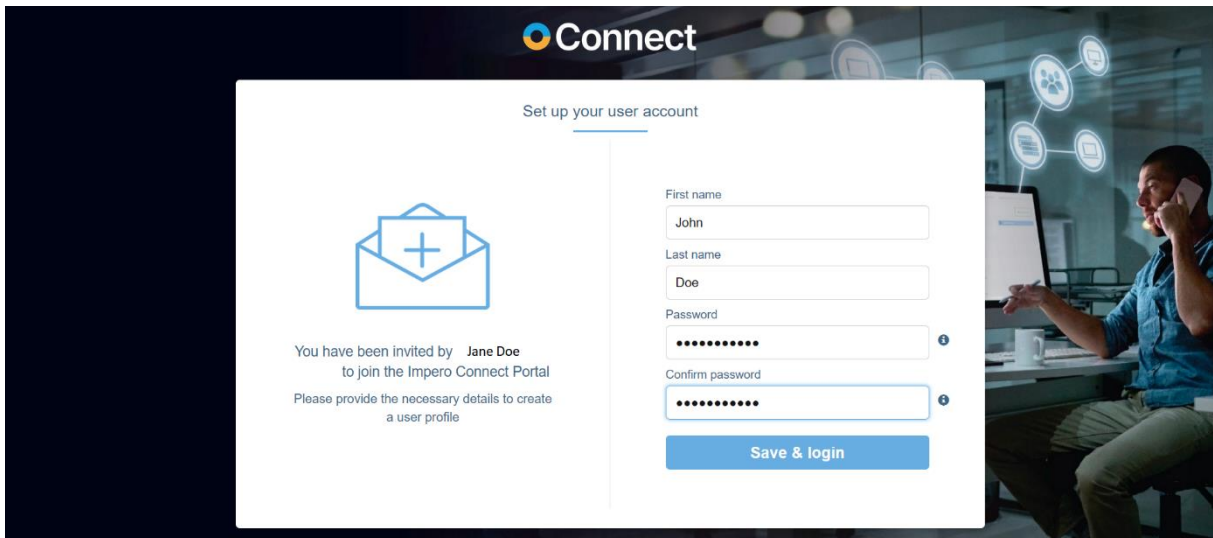 Connect
Set up your user account
You have been invited by Jane Doe
to join the Impero Connect Portal
Please provide the necessary details to create
a user profile
First name
John
Last name
Doe
Password
•••••••••••
Confirm password
•••••••••••
Save & login